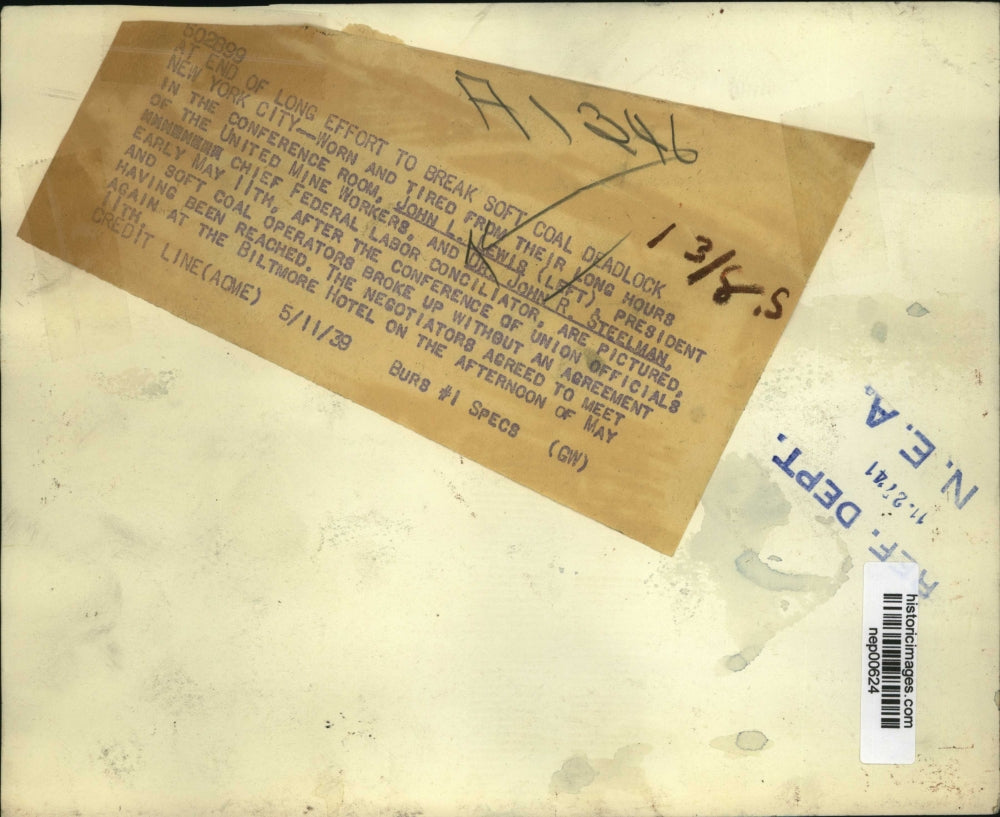 502899
AT END OF LONG EFFORT TO BREAK SOFT COAL DEADLOCK
NEW YORK CITY—WORN AND TIRED FROM THEIR LONG HOURS
IN THE CONFERENCE ROOM, JOHN L. LEWIS (LEFT), PRESIDENT
OF THE UNITED MINE WORKERS, AND DR. JOHN R. STEELMAN,
CHIEF FEDERAL LABOR CONCILIATOR, ARE PICTURED,
EARLY MAY 11TH, AFTER THE CONFERENCE OF UNION OFFICIALS
AND SOFT COAL OPERATORS BROKE UP WITHOUT AN AGREEMENT
HAVING BEEN REACHED. THE NEGOTIATORS AGREED TO MEET
AGAIN AT THE BILTMORE HOTEL ON THE AFTERNOON OF MAY
11TH.
CREDIT LINE (ACME) 5/11/39 BURS #1 SPECS (GW)
A1346
13/8.5
N. E. A.
REF. DEPT.
historicimages.com
nep00624